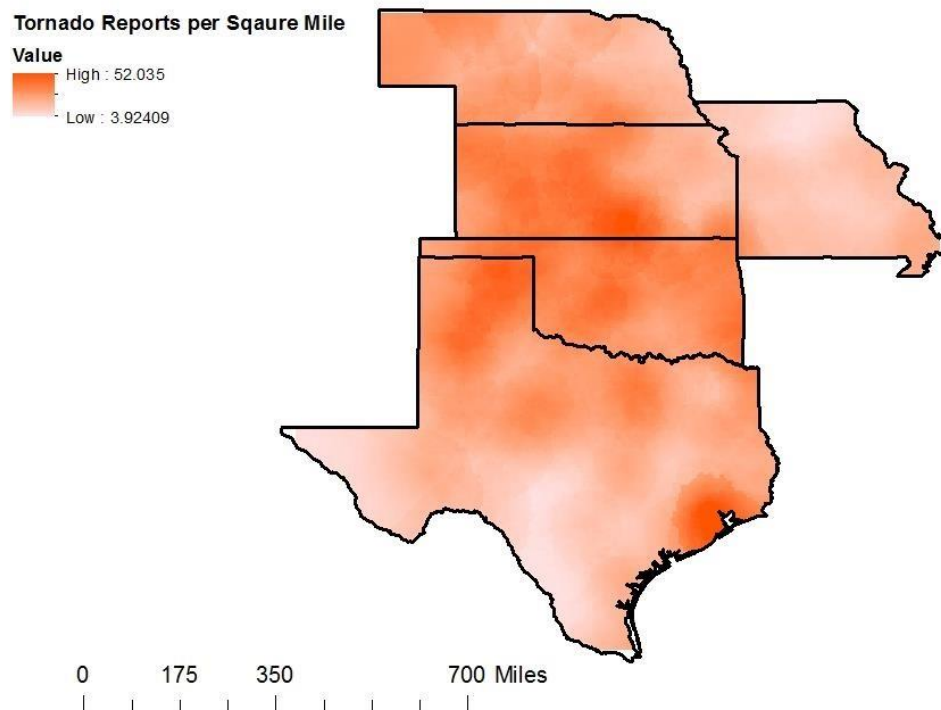 Tornado Reports per Sqaure Mile
Value
High : 52.035
Low : 3.92409
0 175 350 700 Miles